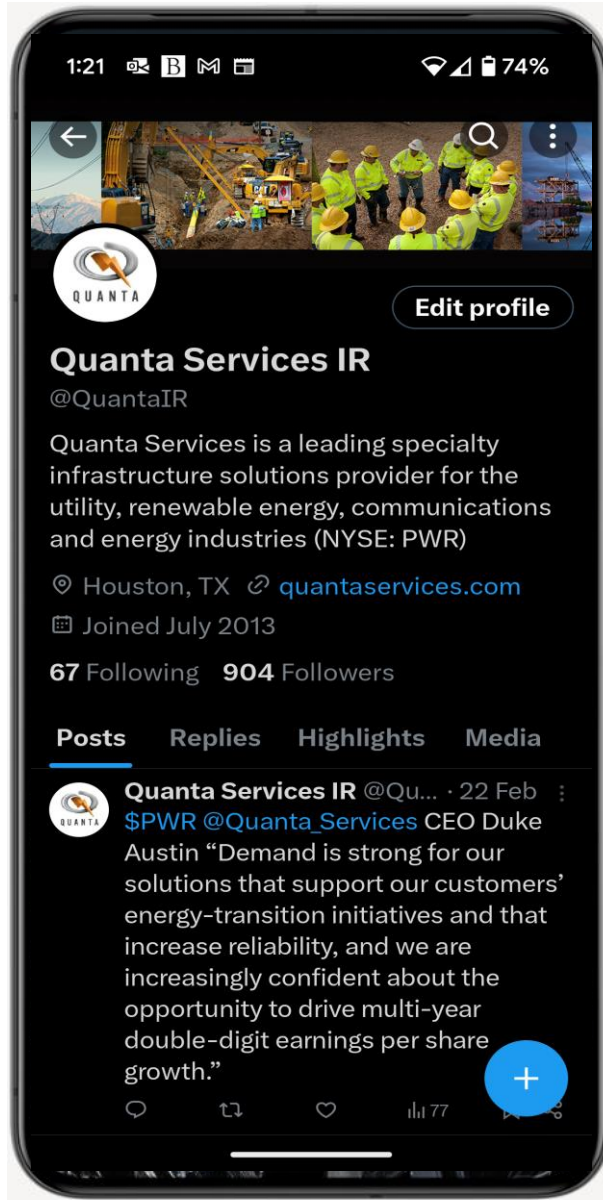 1:21 B 74%
QUANTA
Edit profile
Quanta Services IR
@QuantaIR
Quanta Services is a leading specialty
infrastructure solutions provider for the
utility, renewable energy, communications
and energy industries (NYSE: PWR)
Houston, TX quantaservices.com
Joined July 2013
67 Following 904 Followers
Posts Replies Highlights Media
QUANTA
Quanta Services IR @Qu... · 22 Feb
$PWR @Quanta_Services CEO Duke
Austin “Demand is strong for our
solutions that support our customers’
energy-transition initiatives and that
increase reliability, and we are
increasingly confident about the
opportunity to drive multi-year
double-digit earnings per share
growth.”
77